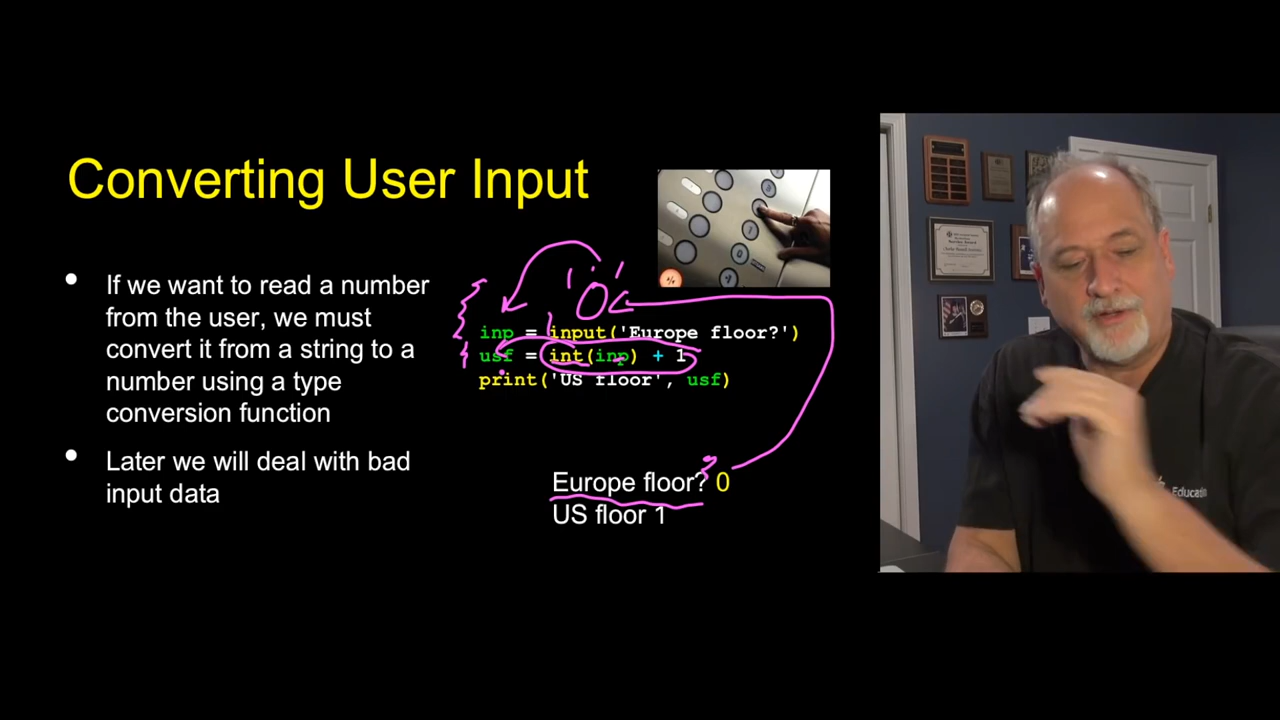 Converting User Input
• If we want to read a number
from the user, we must
convert it from a string to a
number using a type
conversion function
• Later we will deal with bad
input data
'0'
inp = input('Europe floor?')
usf = int(inp) + 1
print('US floor', usf)
Europe floor? 0
US floor 1